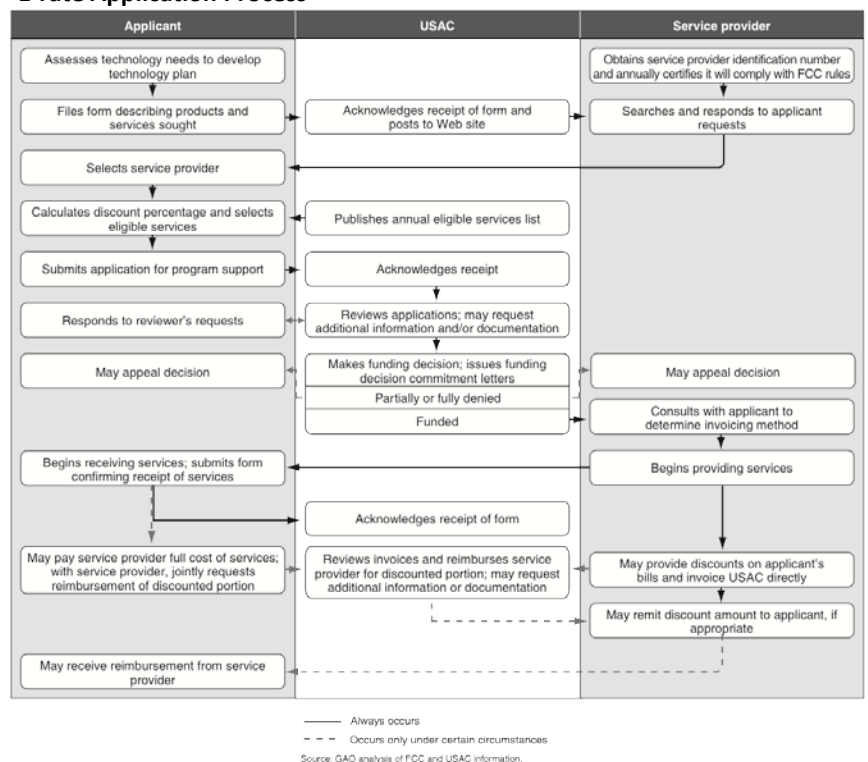 E-rate Application Process
Applicant
USAC
Service provider
Assesses technology needs to develop
technology plan
Obtains service provider identification number
and annually certifies it will comply with FCC rules
Files form describing products and
services sought
Acknowledges receipt of form and
posts to Web site
Searches and responds to applicant
requests
Selects service provider
Calculates discount percentage and selects
eligible services
Publishes annual eligible services list
Submits application for program support
Acknowledges receipt
Responds to reviewer's requests
Reviews applications; may request
additional information and/or documentation
May appeal decision
Makes funding decision; issues funding
decision commitment letters
May appeal decision
Partially or fully denied
Funded
Consults with applicant to
determine invoicing method
Begins receiving services; submits form
confirming receipt of services
Begins providing services
Acknowledges receipt of form
May pay service provider full cost of services;
with service provider, jointly requests
reimbursement of discounted portion
Reviews invoices and reimburses service
provider for discounted portion; may request
additional information or documentation
May provide discounts on applicant's
bills and invoice USAC directly
May remit discount amount to applicant, if
appropriate
May receive reimbursement from service
provider
Always occurs
Occurs only under certain circumstances
Source: GAO analysis of FCC and USAC information.